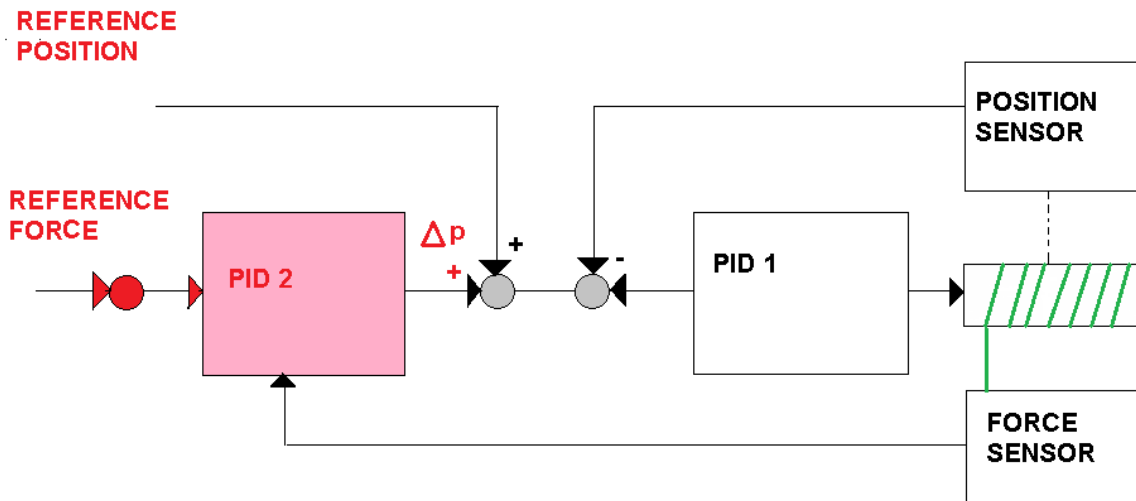 REFERENCE
POSITION
POSITION
SENSOR
REFERENCE
FORCE
Δp
+
+
-
PID 2
PID 1
FORCE
SENSOR